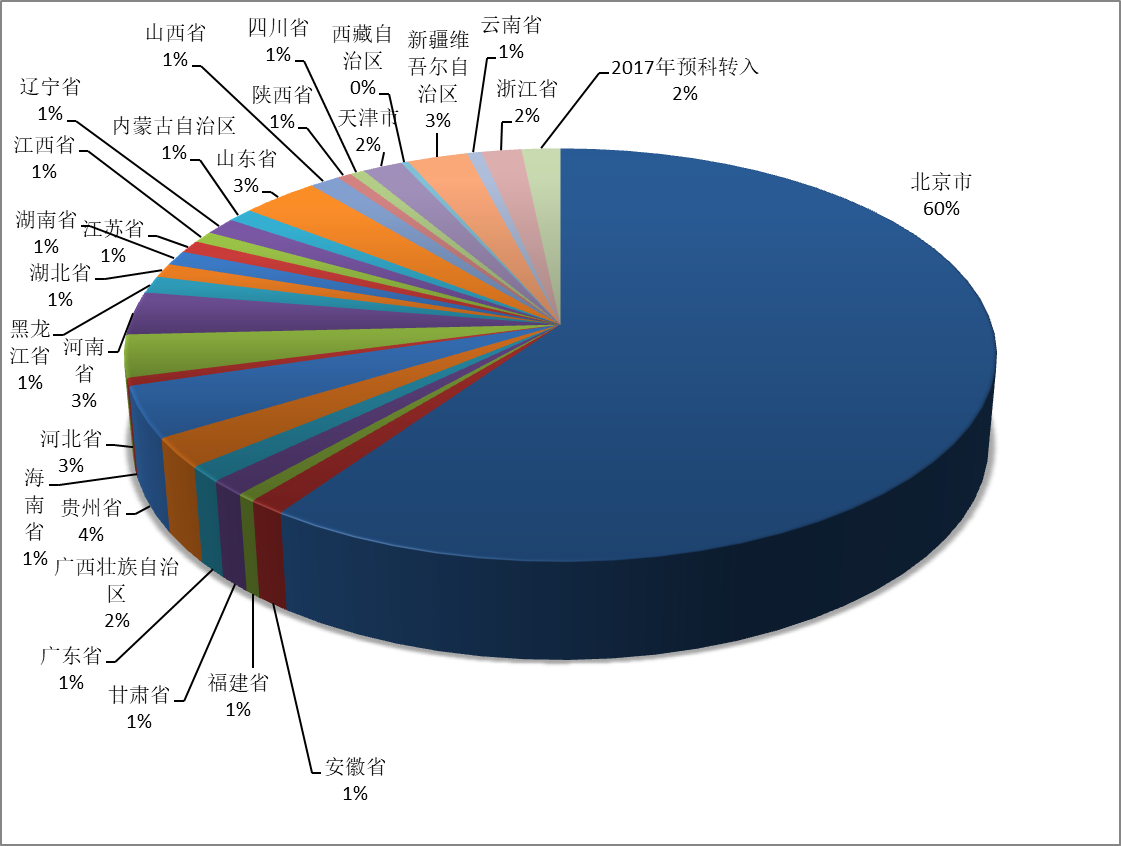 北京市
60%
安徽省
1%
福建省
1%
甘肃省
1%
广东省
1%
广西壮族自治
区
2%
贵州省
4%
海
南
省
1%
河北省
3%
河南
省
3%
黑龙
江省
1%
湖北省
1%
湖南省
1%
江苏省
1%
江西省
1%
辽宁省
1%
内蒙古自治区
1%
山东省
3%
山西省
1%
陕西省
1%
四川省
1%
天津市
2%
西藏自
治区
0%
新疆维
吾尔自
治区
3%
云南省
1%
浙江省
2%
2017年预科转入
2%